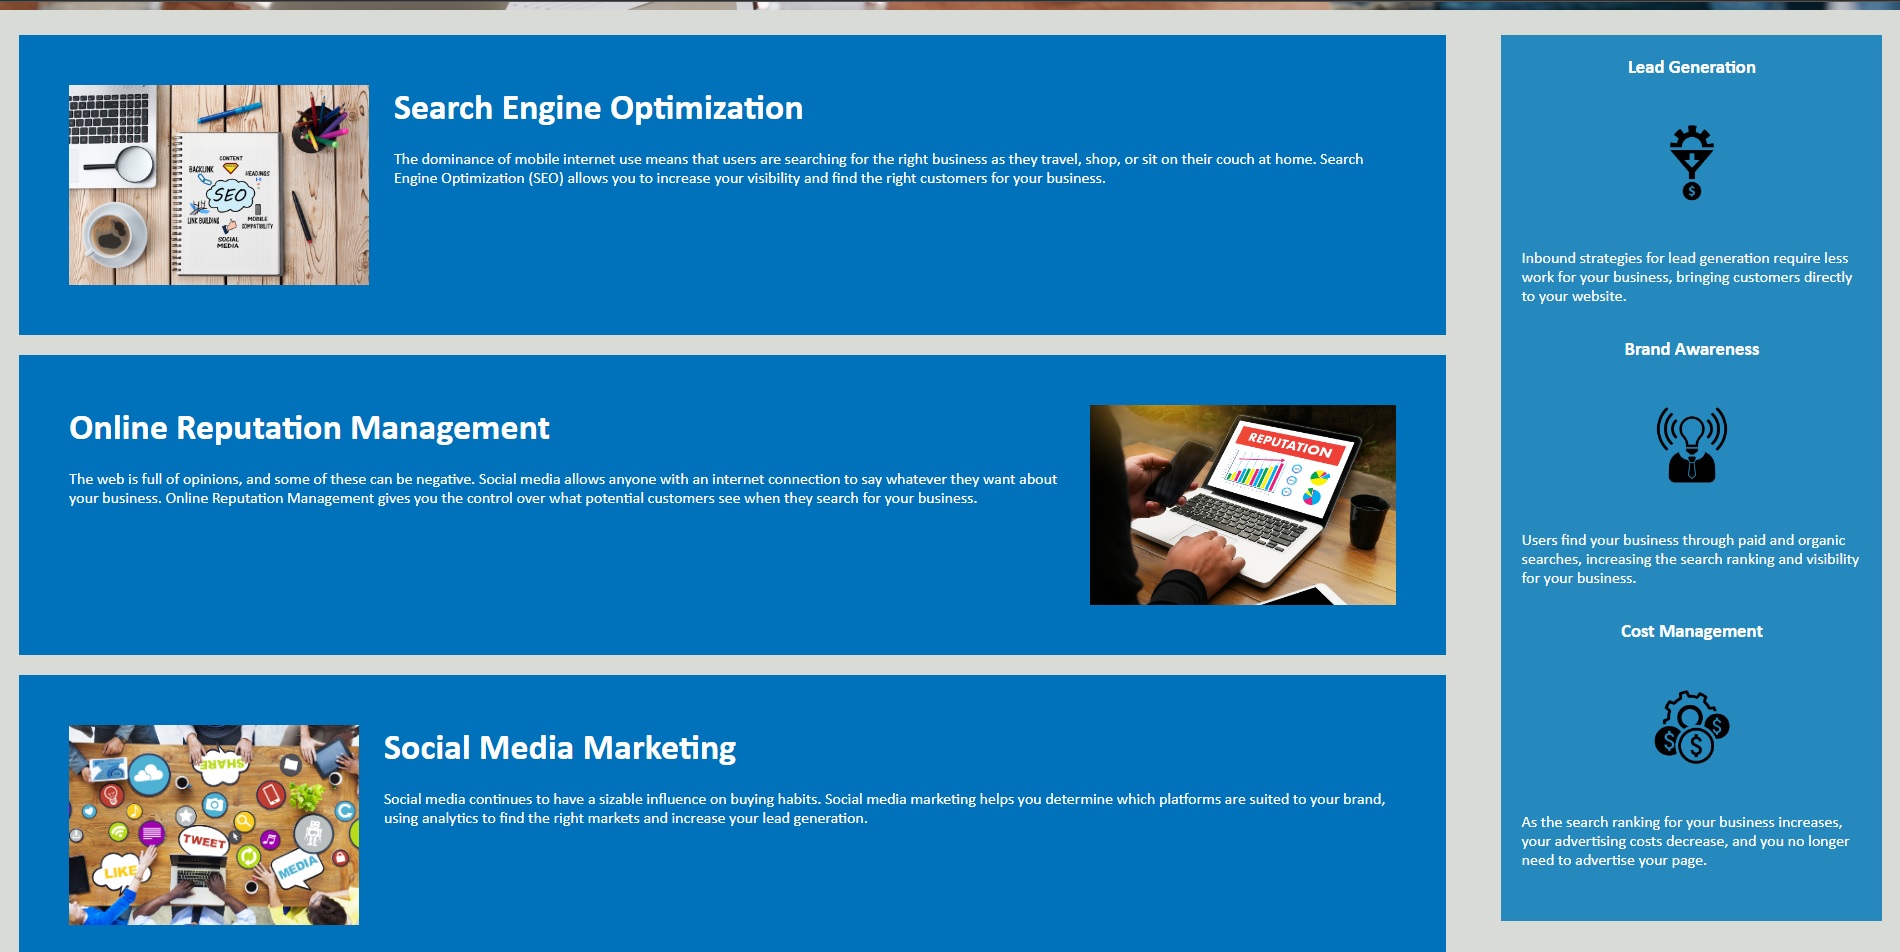 Search Engine Optimization
The dominance of mobile internet use means that users are searching for the right business as they travel, shop, or sit on their couch at home. Search
Engine Optimization (SEO) allows you to increase your visibility and find the right customers for your business.
CONTENT
BACKLINK
HEADINGS
SEO
LINK BUILDING
MOBILE
COMPATIBILITY
SOCIAL
MEDIA
Online Reputation Management
The web is full of opinions, and some of these can be negative. Social media allows anyone with an internet connection to say whatever they want about
your business. Online Reputation Management gives you the control over what potential customers see when they search for your business.
REPUTATION
Social Media Marketing
Social media continues to have a sizable influence on buying habits. Social media marketing helps you determine which platforms are suited to your brand,
using analytics to find the right markets and increase your lead generation.
SHARE
TWEET
LIKE
MEDIA
Lead Generation
$
Inbound strategies for lead generation require less
work for your business, bringing customers directly
to your website.
Brand Awareness
Users find your business through paid and organic
searches, increasing the search ranking and visibility
for your business.
Cost Management
$ $ $
As the search ranking for your business increases,
your advertising costs decrease, and you no longer
need to advertise your page.